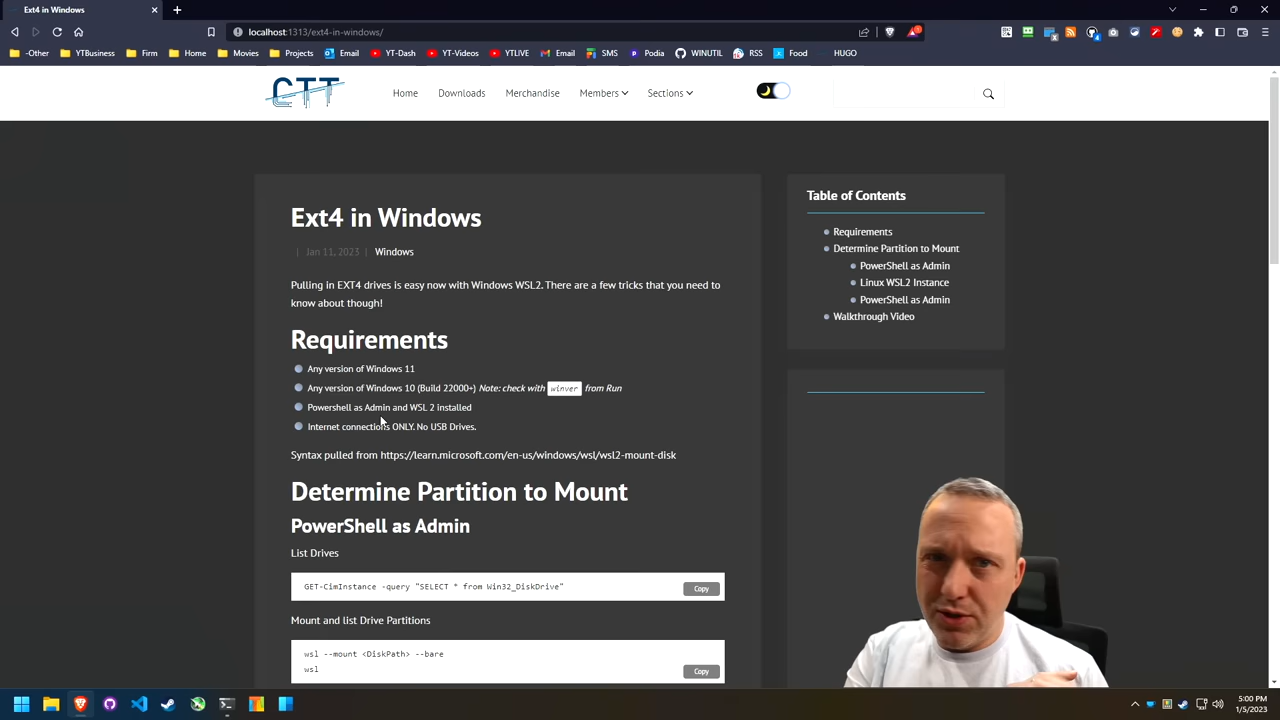 Ext4 in Windows
localhost:1313/ext4-in-windows/
-Other
YTBusiness
Firm
Home
Movies
Projects
Email
YT-Dash
YT-Videos
YTLIVE
Email
SMS
Podia
WINUTIL
RSS
Food
HUGO
CTT
Home
Downloads
Merchandise
Members
Sections
Ext4 in Windows
| Jan 11, 2023 | Windows
Pulling in EXT4 drives is easy now with Windows WSL2. There are a few tricks that you need to
know about though!
Requirements
Any version of Windows 11
Any version of Windows 10 (Build 22000+) Note: check with winver from Run
Powershell as Admin and WSL 2 installed
Internet connections ONLY. No USB Drives.
Syntax pulled from https://learn.microsoft.com/en-us/windows/wsl/wsl2-mount-disk
Determine Partition to Mount
PowerShell as Admin
List Drives
GET-CimInstance -query "SELECT * from Win32_DiskDrive"
Copy
Mount and list Drive Partitions
wsl --mount <DiskPath> --bare
wsl
Copy
Table of Contents
Requirements
Determine Partition to Mount
PowerShell as Admin
Linux WSL2 Instance
PowerShell as Admin
Walkthrough Video
5:00 PM
1/5/2023